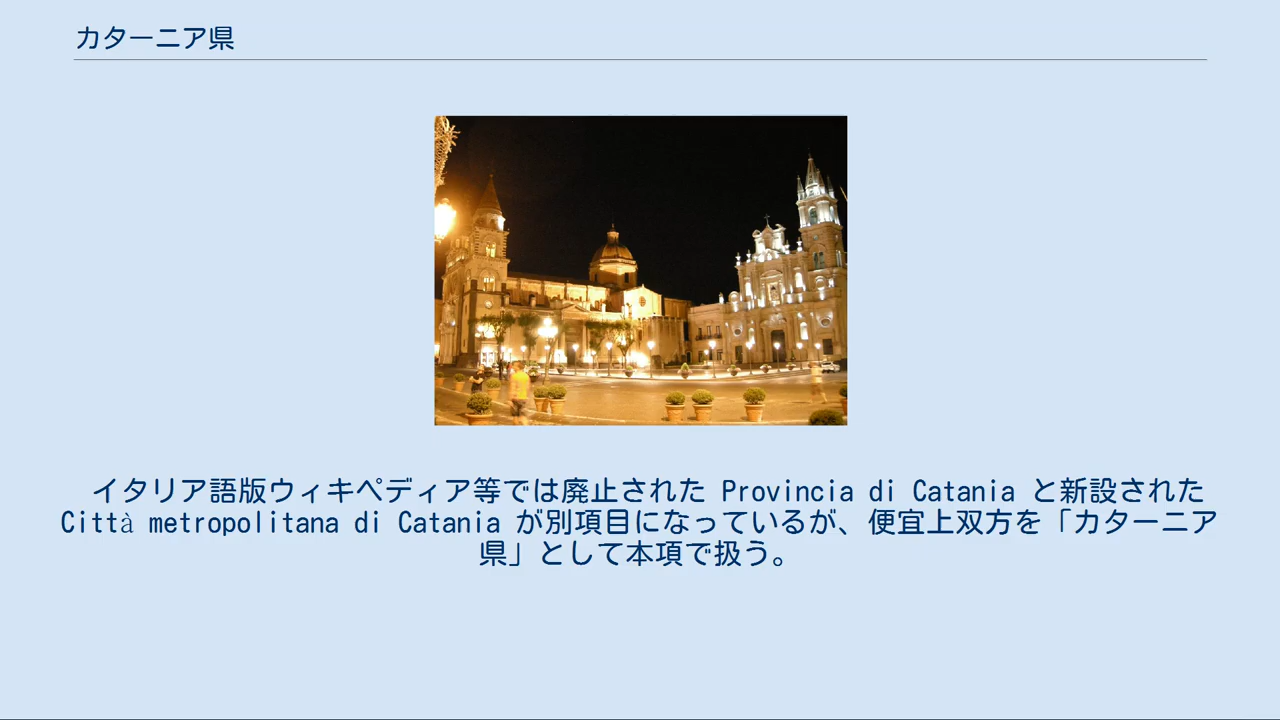 カターニア県
イタリア語版ウィキペディア等では廃止された Provincia di Catania と新設された
Città metropolitana di Catania が別項目になっているが、便宜上双方を「カターニア
県」として本項で扱う。